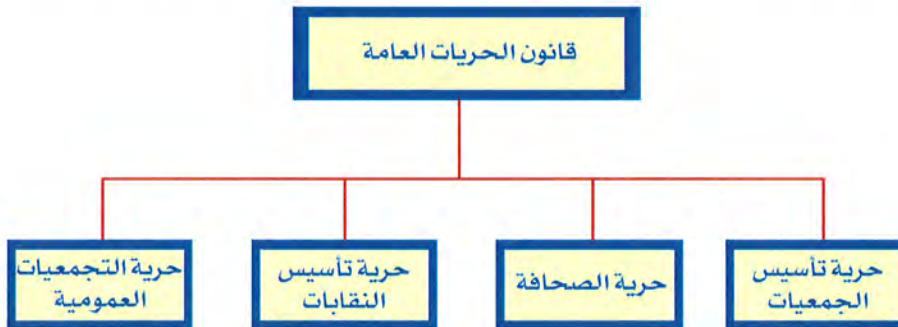 قانون الحريات العامة
حرية تأسيس
الجمعيات
حرية الصحافة
حرية تأسيس
النقابات
حرية التجمعيات
العمومية